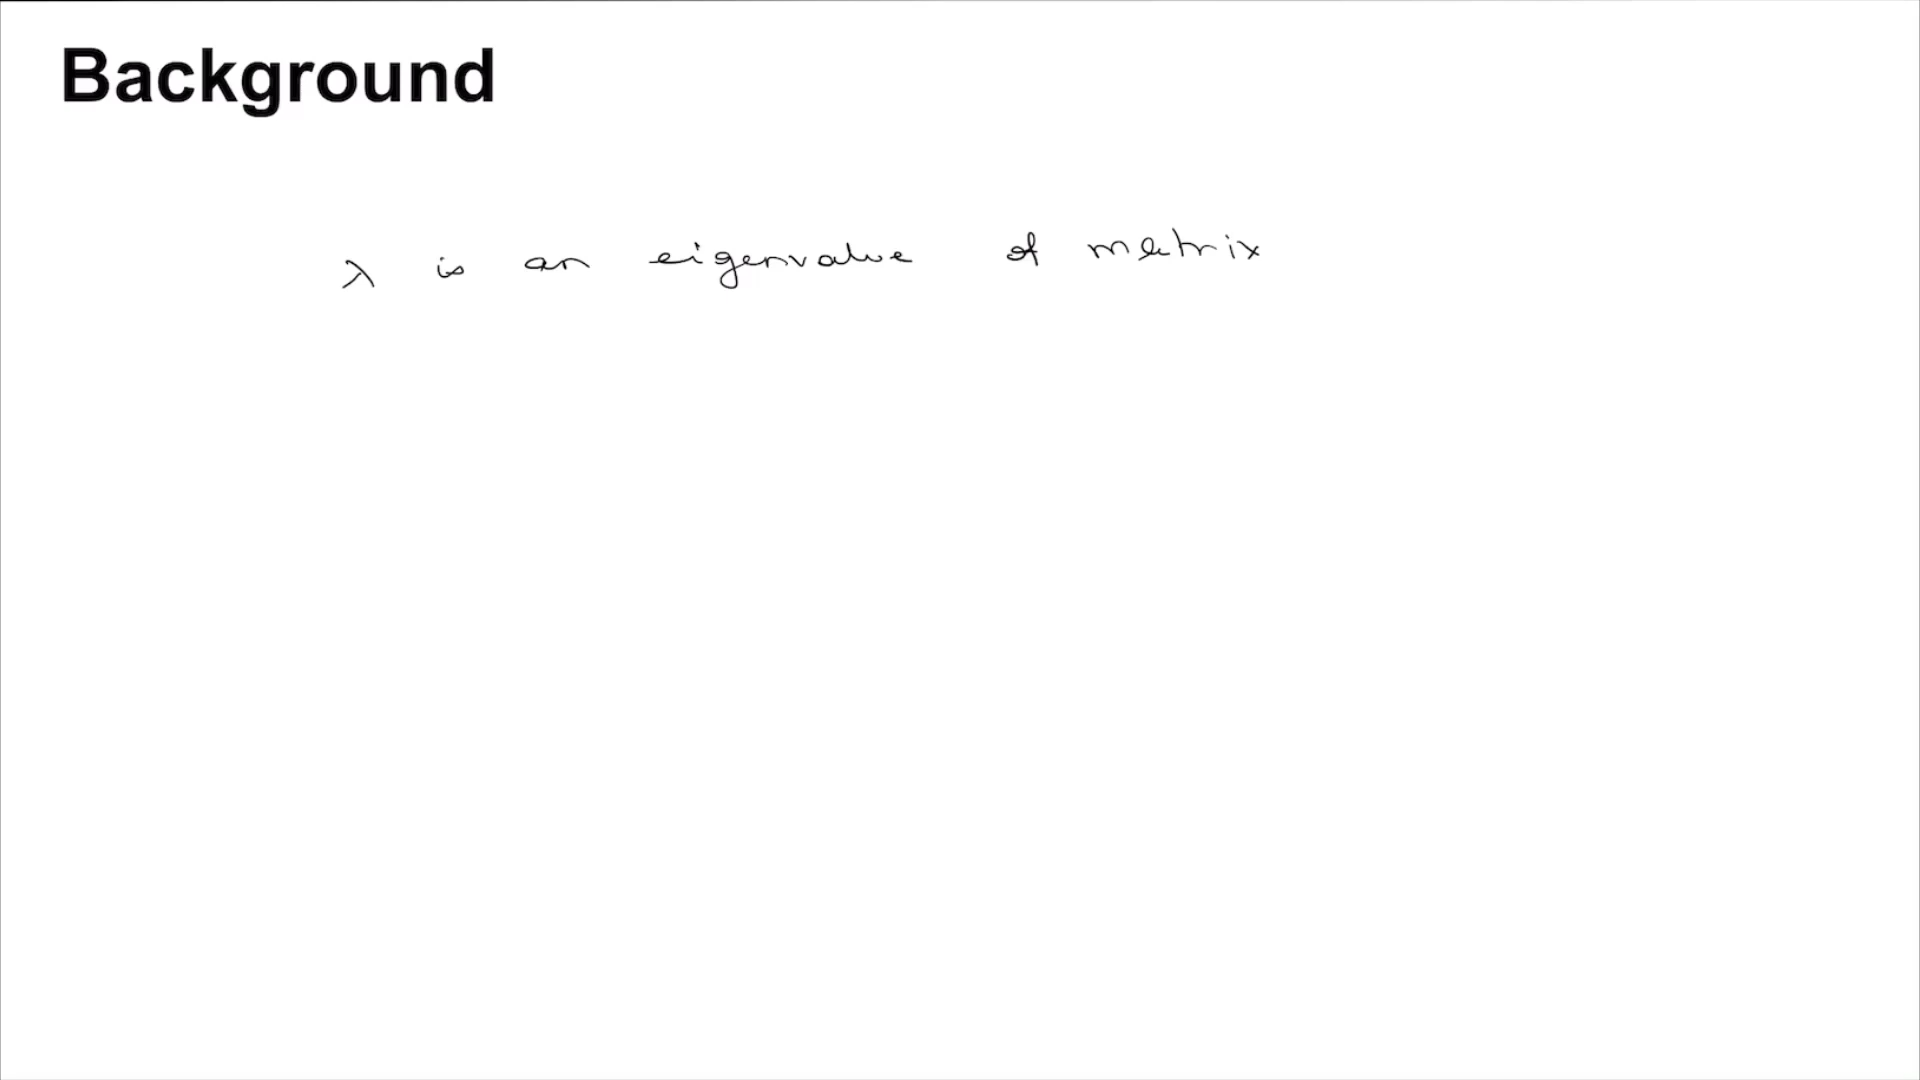 Background
λ is an eigenvalue of matrix